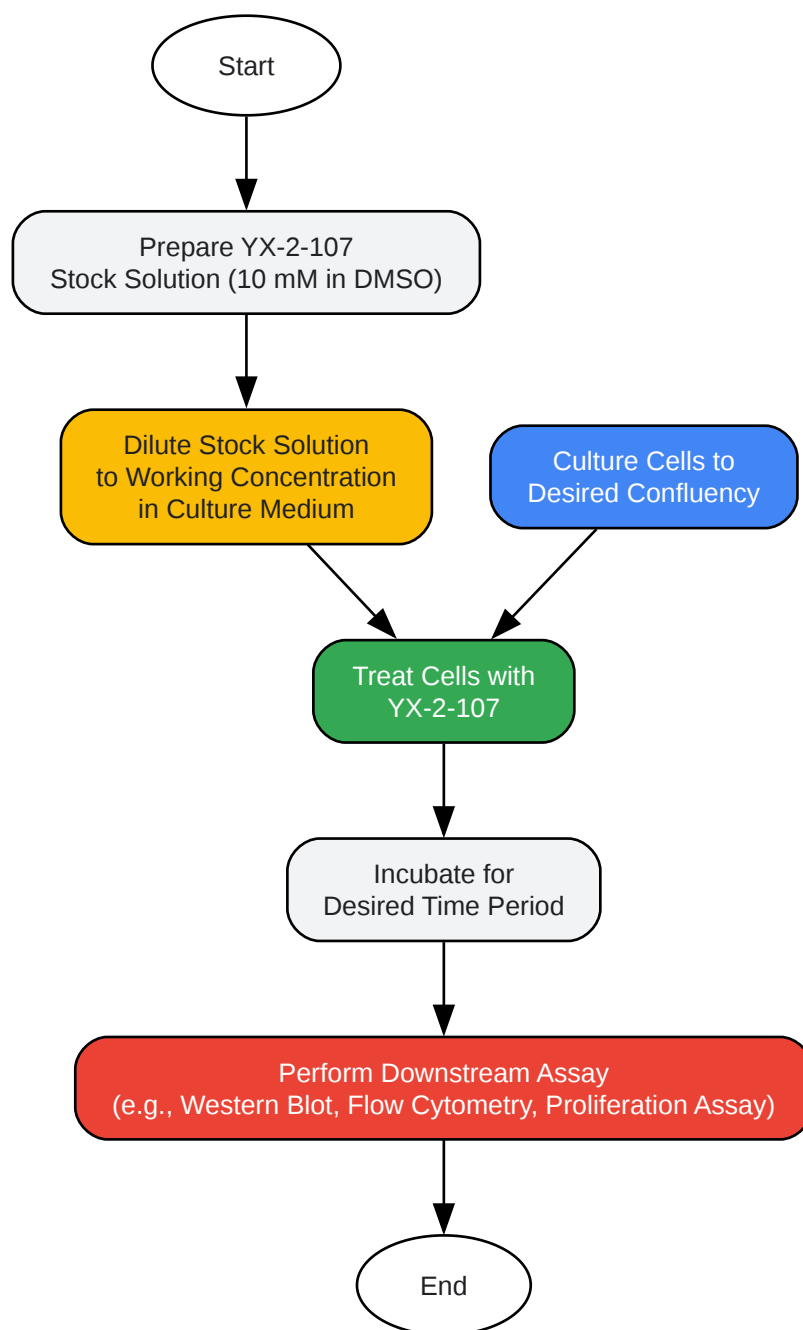 Start
Prepare YX-2-107
Stock Solution (10 mM in DMSO)
Dilute Stock Solution
to Working Concentration
in Culture Medium
Culture Cells to
Desired Confluency
Treat Cells with
YX-2-107
Incubate for
Desired Time Period
Perform Downstream Assay
(e.g., Western Blot, Flow Cytometry, Proliferation Assay)
End